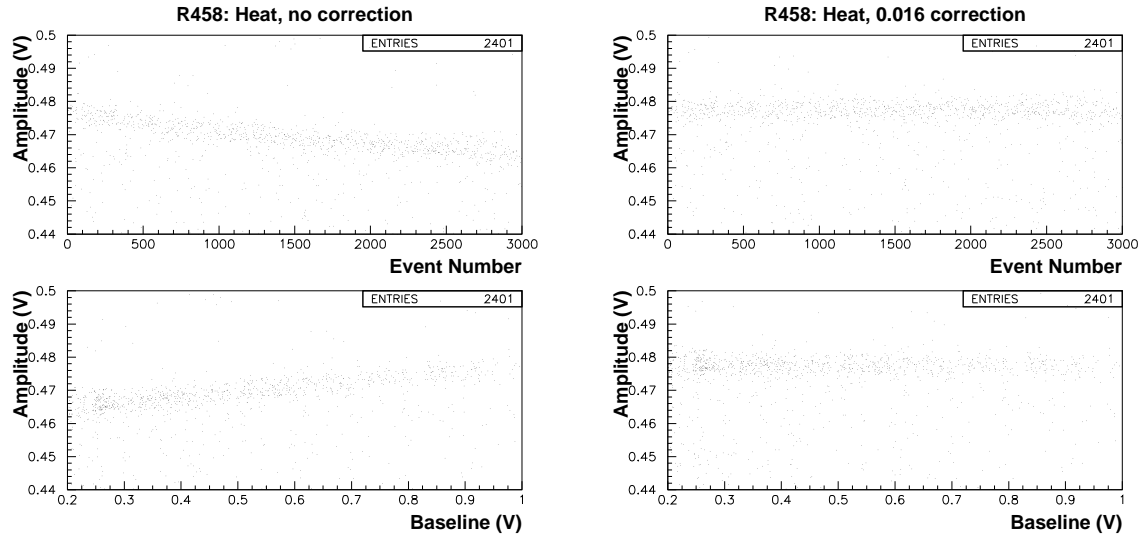 R458: Heat, no correction
Amplitude (V)
ENTRIES 2401
0.5
0.49
0.48
0.47
0.46
0.45
0.44
0 500 1000 1500 2000 2500 3000
Event Number
R458: Heat, 0.016 correction
Amplitude (V)
ENTRIES 2401
0.5
0.49
0.48
0.47
0.46
0.45
0.44
0 500 1000 1500 2000 2500 3000
Event Number
Amplitude (V)
ENTRIES 2401
0.5
0.49
0.48
0.47
0.46
0.45
0.44
0.2 0.3 0.4 0.5 0.6 0.7 0.8 0.9 1
Baseline (V)
Amplitude (V)
ENTRIES 2401
0.5
0.49
0.48
0.47
0.46
0.45
0.44
0.2 0.3 0.4 0.5 0.6 0.7 0.8 0.9 1
Baseline (V)